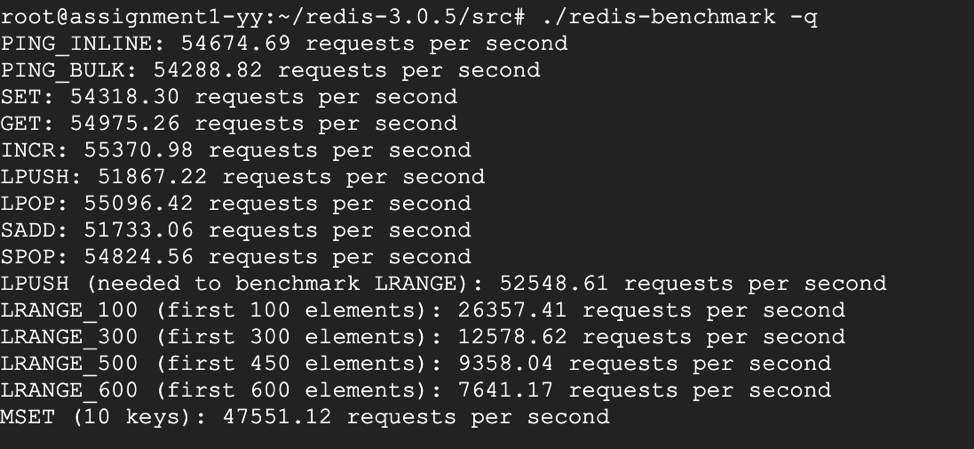 root@assignment1-yy:~/redis-3.0.5/src# ./redis-benchmark -q
PING_INLINE: 54674.69 requests per second
PING_BULK: 54288.82 requests per second
SET: 54318.30 requests per second
GET: 54975.26 requests per second
INCR: 55370.98 requests per second
LPUSH: 51867.22 requests per second
LPOP: 55096.42 requests per second
SADD: 51733.06 requests per second
SPOP: 54824.56 requests per second
LPUSH (needed to benchmark LRANGE): 52548.61 requests per second
LRANGE_100 (first 100 elements): 26357.41 requests per second
LRANGE_300 (first 300 elements): 12578.62 requests per second
LRANGE_500 (first 450 elements): 9358.04 requests per second
LRANGE_600 (first 600 elements): 7641.17 requests per second
MSET (10 keys): 47551.12 requests per second